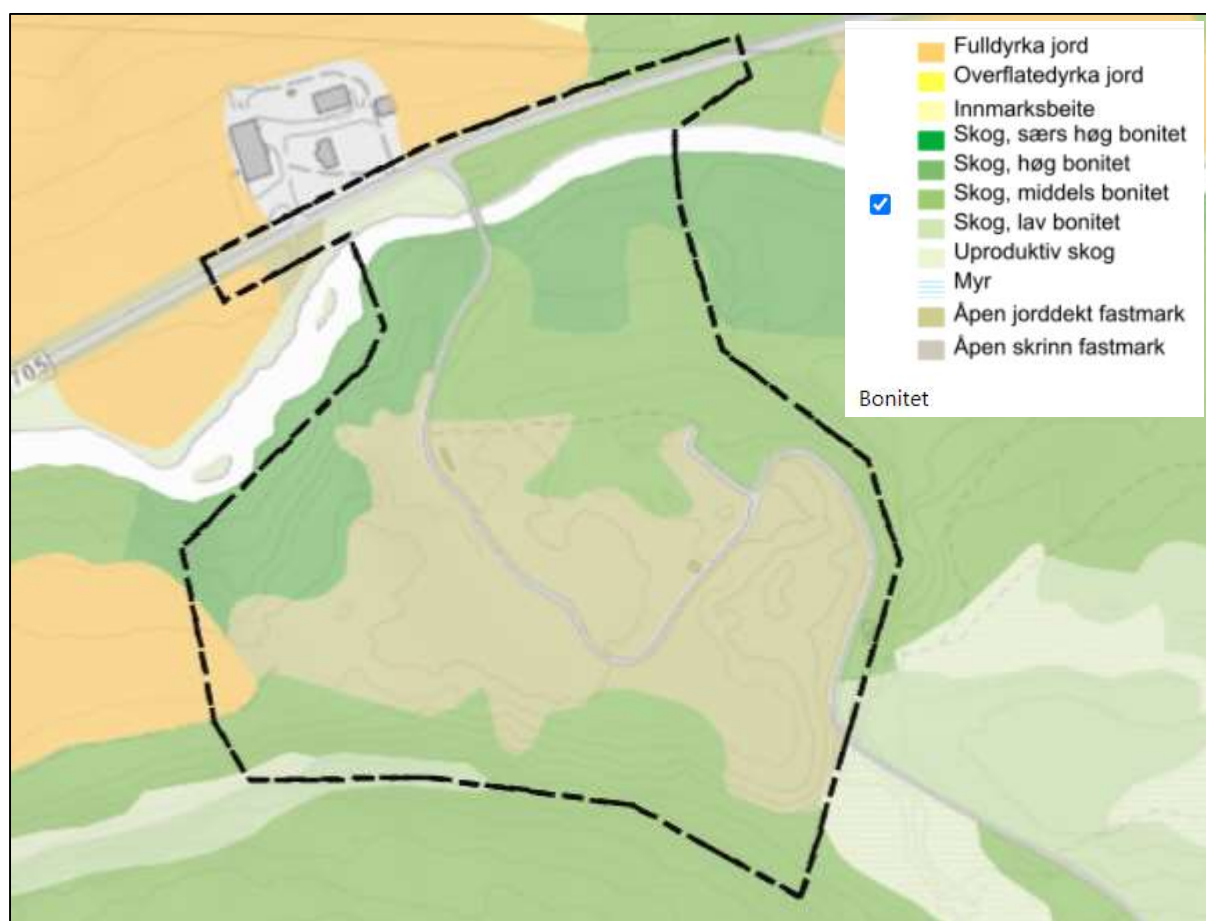 Fulldyrka jord
Overflatedyrka jord
Innmarksbeite
Skog, særs høg bonitet
Skog, høg bonitet
Skog, middels bonitet
Skog, lav bonitet
Uproduktiv skog
Myr
Åpen jorddekt fastmark
Åpen skrinn fastmark
Bonitet
705